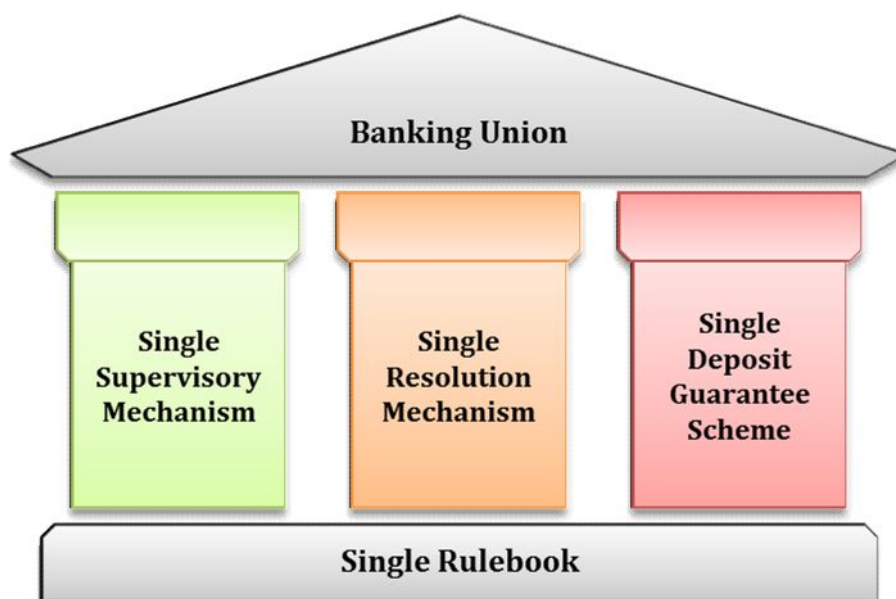 Banking Union
Single
Supervisory
Mechanism
Single
Resolution
Mechanism
Single
Deposit
Guarantee
Scheme
Single Rulebook